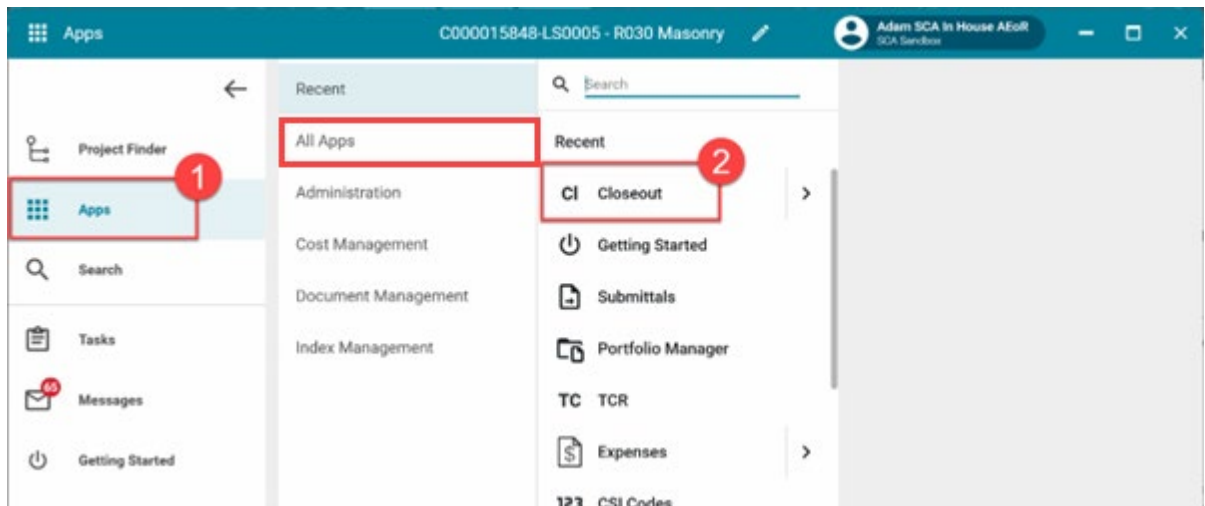 Apps
C000015848-LS0005 - R030 Masonry
Adam SCA In House AEoR
SCA Sandbox
Project Finder
1
Apps
Search
Tasks
65
Messages
Getting Started
Recent
All Apps
Administration
Cost Management
Document Management
Index Management
Search
Recent
2
Cl Closeout
Getting Started
Submittals
Portfolio Manager
TC TCR
Expenses
123 CSI Codes